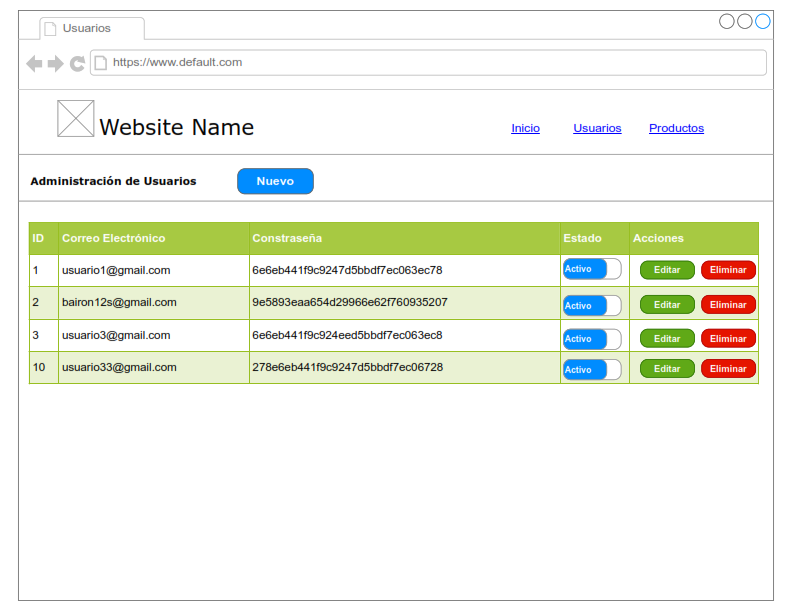 Usuarios
https://www.default.com
Website Name
Inicio Usuarios Productos
Administración de Usuarios Nuevo
ID Correo Electrónico Constraseña Estado Acciones
1 usuario1@gmail.com 6e6eb441f9c9247d5bbdf7ec063ec78 Activo Editar Eliminar
2 bairon12s@gmail.com 9e5893eaa654d29966e62f760935207 Activo Editar Eliminar
3 usuario3@gmail.com 6e6eb441f9c924eed5bbdf7ec063ec8 Activo Editar Eliminar
10 usuario33@gmail.com 278e6eb441f9c9247d5bbdf7ec06728 Activo Editar Eliminar